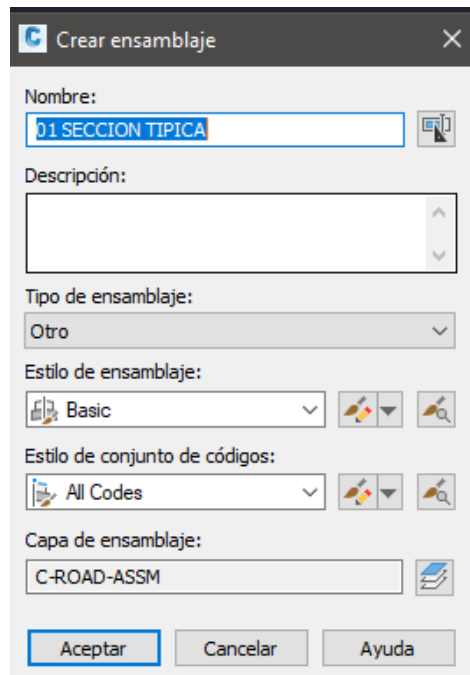 Crear ensamblaje
Nombre:
01 SECCION TIPICA
Descripción:
Tipo de ensamblaje:
Otro
Estilo de ensamblaje:
Basic
Estilo de conjunto de códigos:
All Codes
Capa de ensamblaje:
C-ROAD-ASSM
Aceptar Cancelar Ayuda